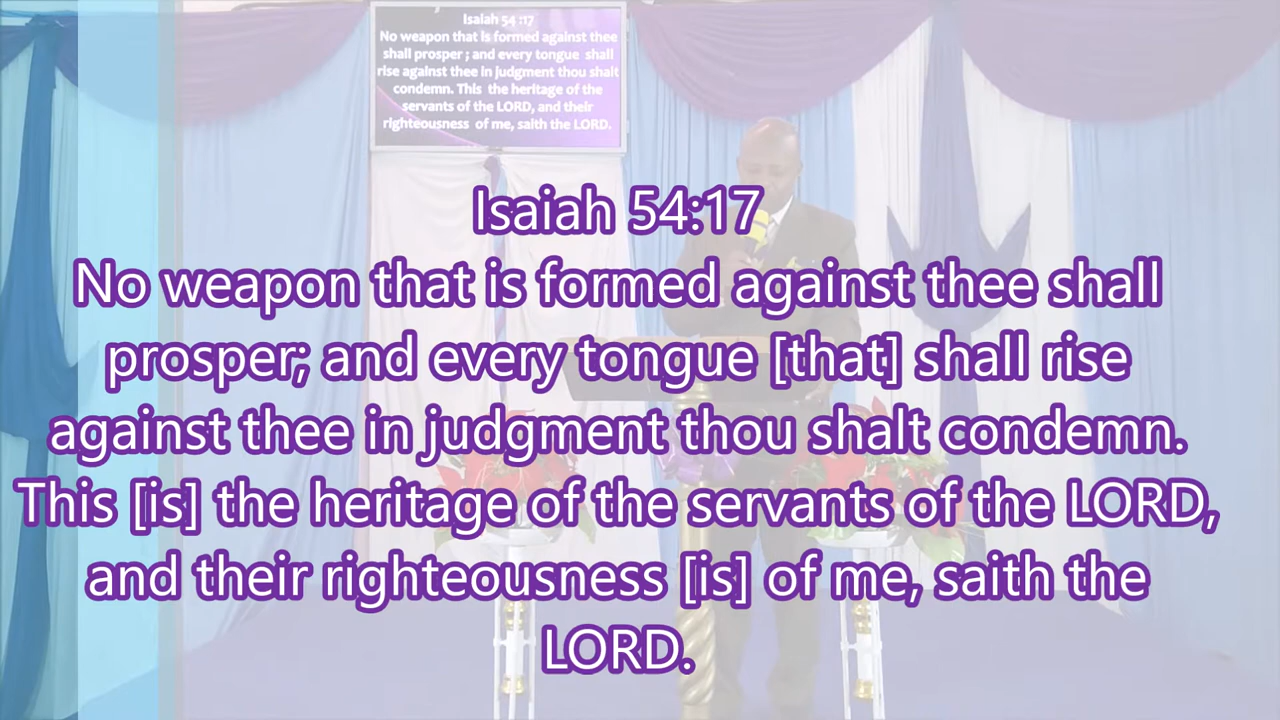 Isaiah 54 :17
No weapon that is formed against thee
shall prosper ; and every tongue shall
rise against thee in judgment thou shalt
condemn. This the heritage of the
servants of the LORD, and their
righteousness of me, saith the LORD.
Isaiah 54:17
No weapon that is formed against thee shall
prosper; and every tongue [that] shall rise
against thee in judgment thou shalt condemn.
This [is] the heritage of the servants of the LORD,
and their righteousness [is] of me, saith the
LORD.